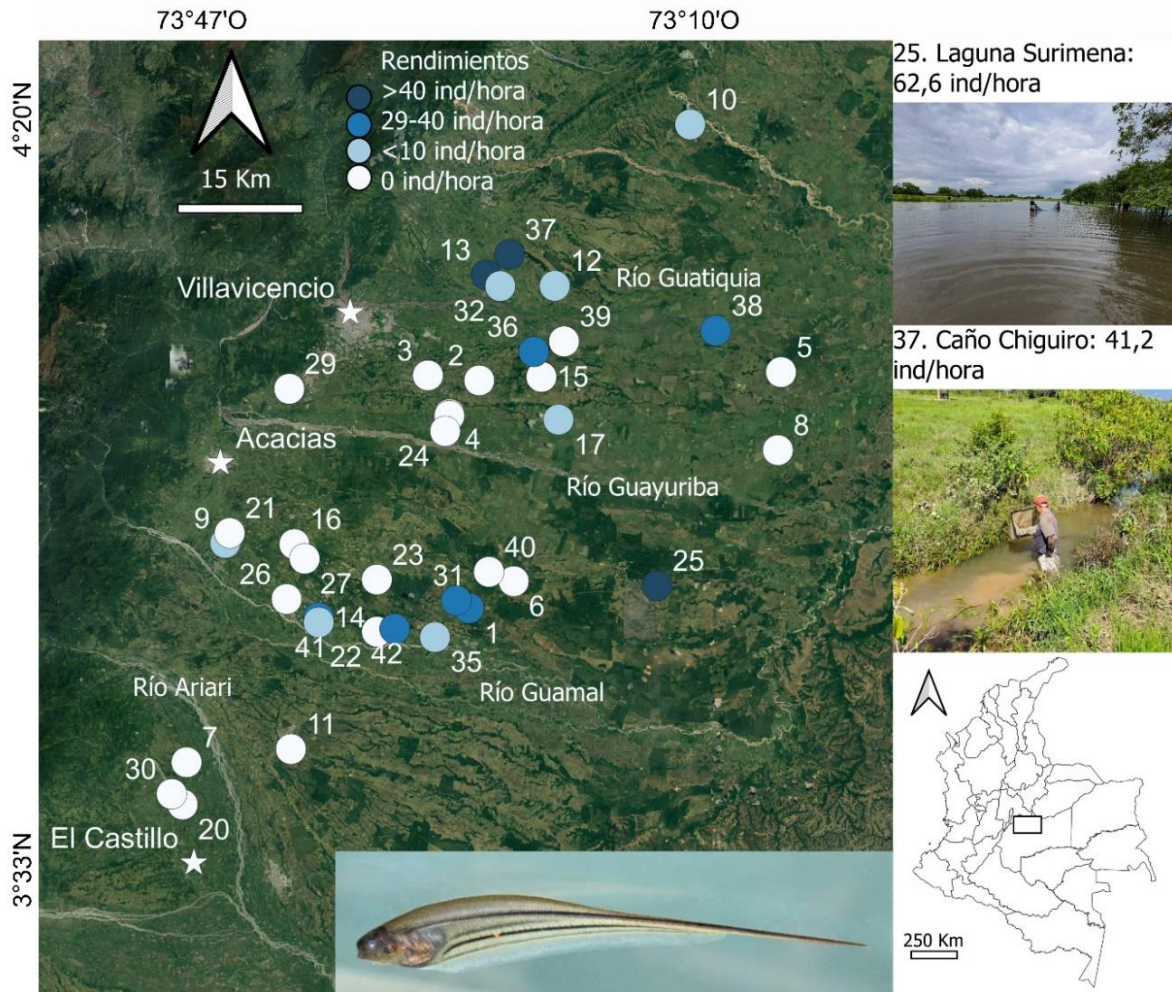 73°47'O
73°10'O
4°20'N
3°33'N
Rendimientos
>40 ind/hora
29-40 ind/hora
<10 ind/hora
0 ind/hora
15 Km
10
37
13
12
Río Guatiquia
Villavicencio
32
36
39
38
3
2
5
29
15
24
4
17
8
Acacias
Río Guayuriba
9
21
16
23
31
40
25
26
27
6
14
1
41
22
42
35
Río Ariari
Río Guamal
7
11
30
20
El Castillo
25. Laguna Surimena:
62,6 ind/hora
37. Caño Chiguiro: 41,2
ind/hora
250 Km